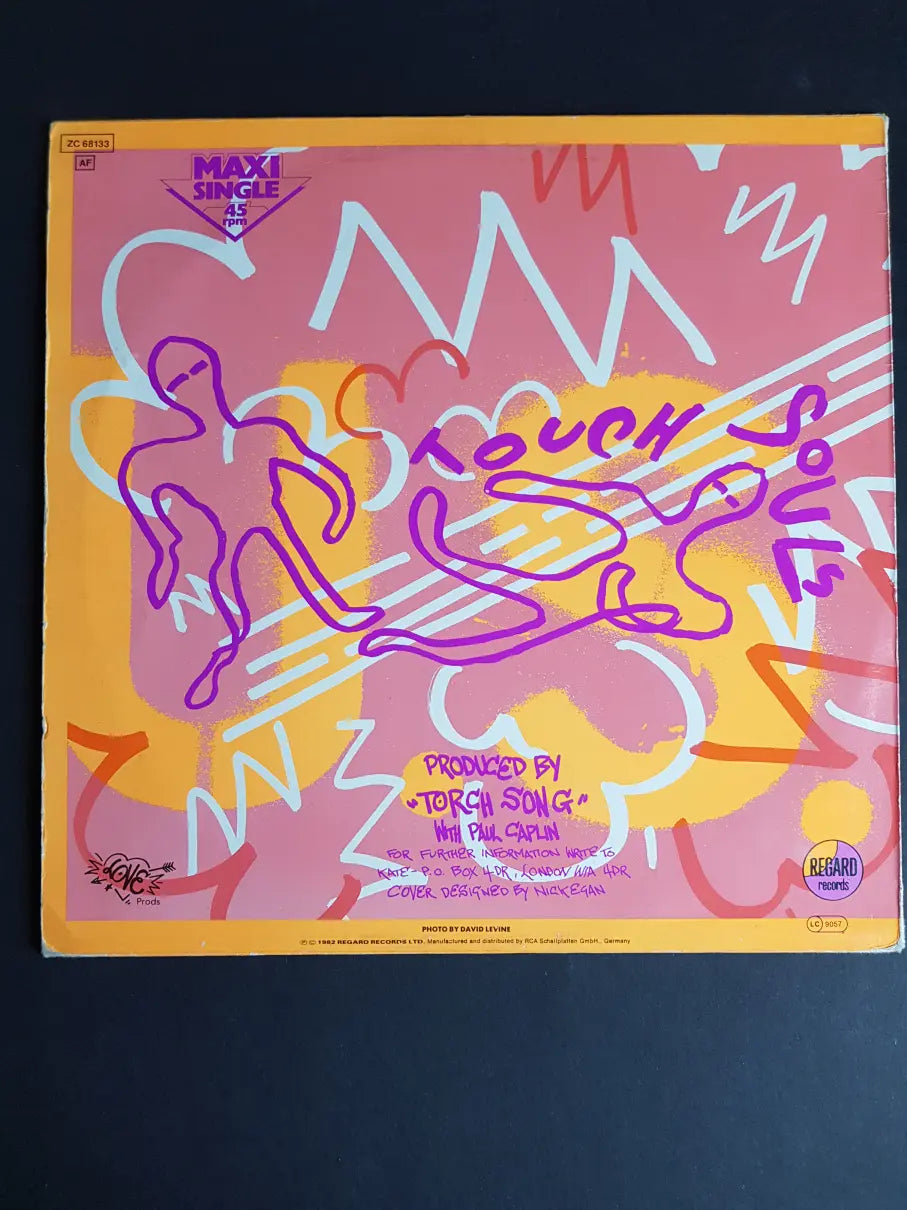 ZC 68133
AF
MAXI
SINGLE
45
rpm
TOUCH SOULS
PRODUCED BY
"TORCH SONG"
WITH PAUL CAPLIN
FOR FURTHER INFORMATION WRITE TO
KATE - P.O. BOX 4DR, LONDON W1A 4DR
COVER DESIGNED BY NICK EGAN
LOVE
Prods
REGARD
records
PHOTO BY DAVID LEVINE
LC 9057
℗ © 1982 REGARD RECORDS LTD. Manufactured and distributed by RCA Schallplatten GmbH., Germany